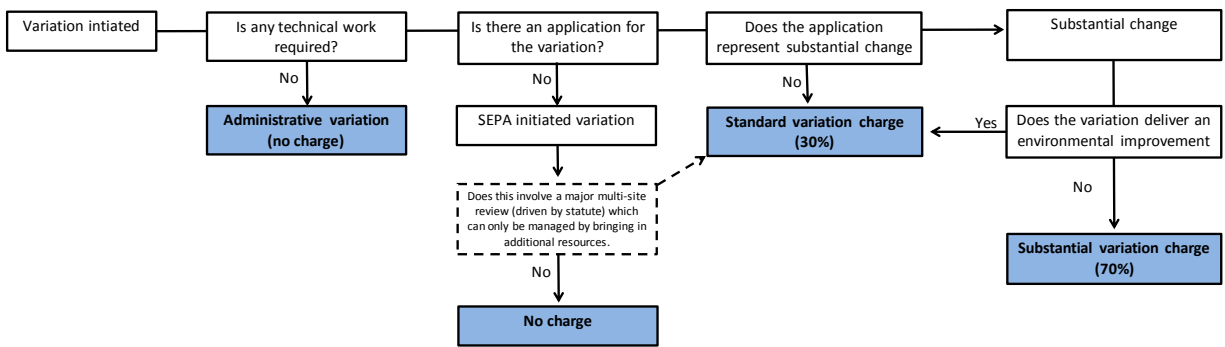 Variation intiated
Is any technical work
required?
Is there an application for
the variation?
Does the application
represent substantial change
Substantial change
No
No
No
Administrative variation
(no charge)
SEPA initiated variation
Standard variation charge
(30%)
Yes
Does the variation deliver an
environmental improvement
Does this involve a major multi-site
review (driven by statute) which
can only be managed by bringing in
additional resources.
No
No
Substantial variation charge
(70%)
No charge